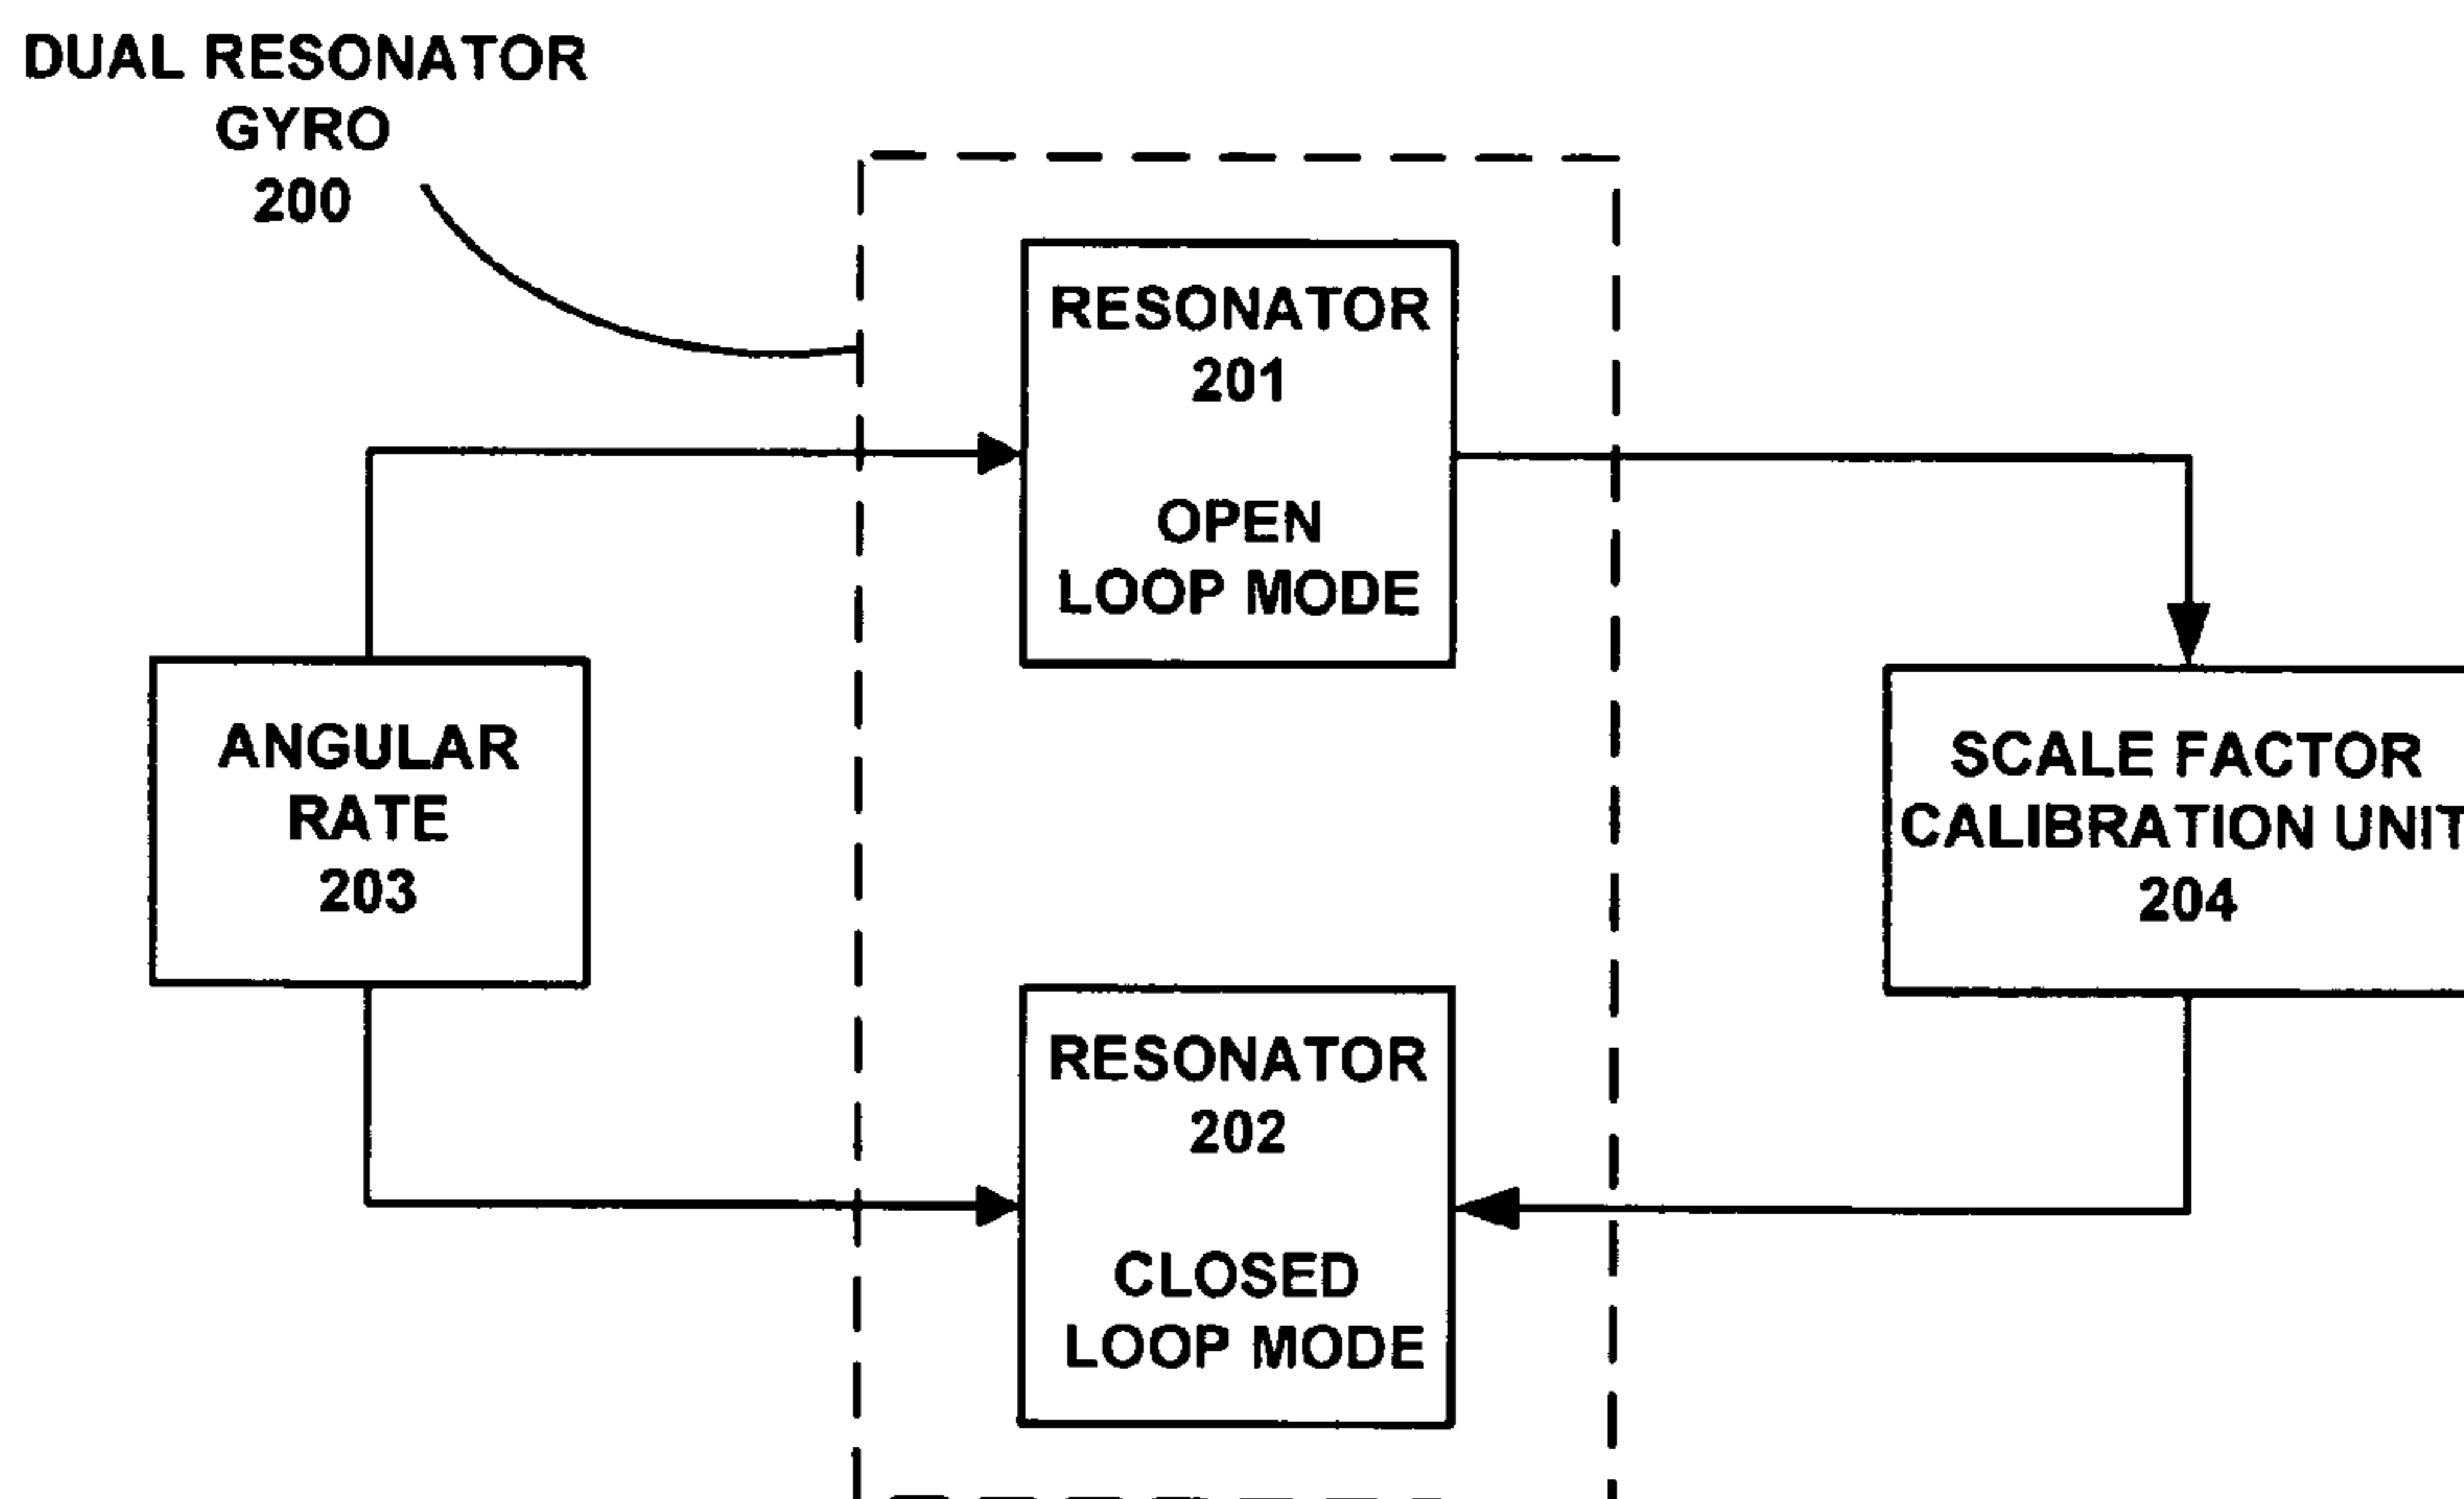 DUAL RESONATOR
GYRO
200
RESONATOR
201
OPEN
LOOP MODE
ANGULAR
RATE
203
SCALE FACTOR
CALIBRATION UNIT
204
RESONATOR
202
CLOSED
LOOP MODE